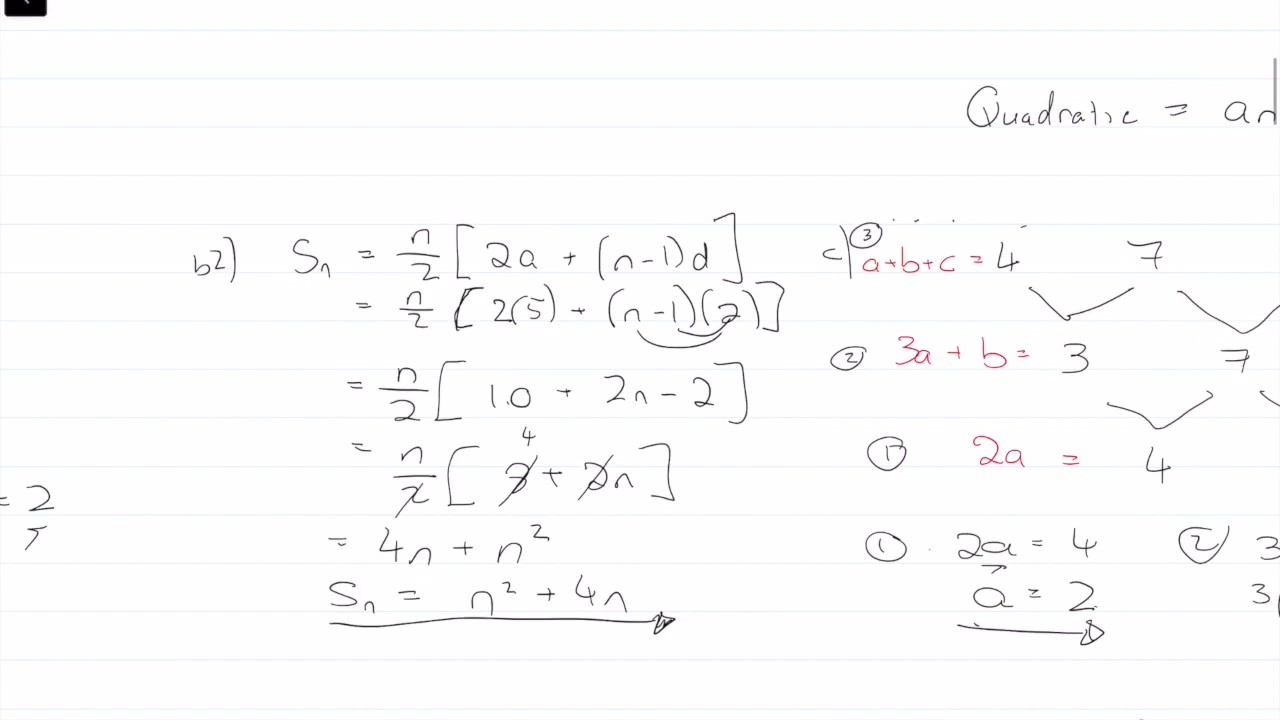 Quadratic = an
b2) Sₙ = n/2 [2a + (n-1)d]
= n/2 [2(5) + (n-1)(2)]
= n/2 [10 + 2n - 2]
4
= n/2 [8 + 2n]
= 4n + n²
Sₙ = n² + 4n
= 2
c) ③ a+b+c = 4 7
② 3a + b = 3 7
① 2a = 4
① 2a = 4 ② 3
a = 2 3